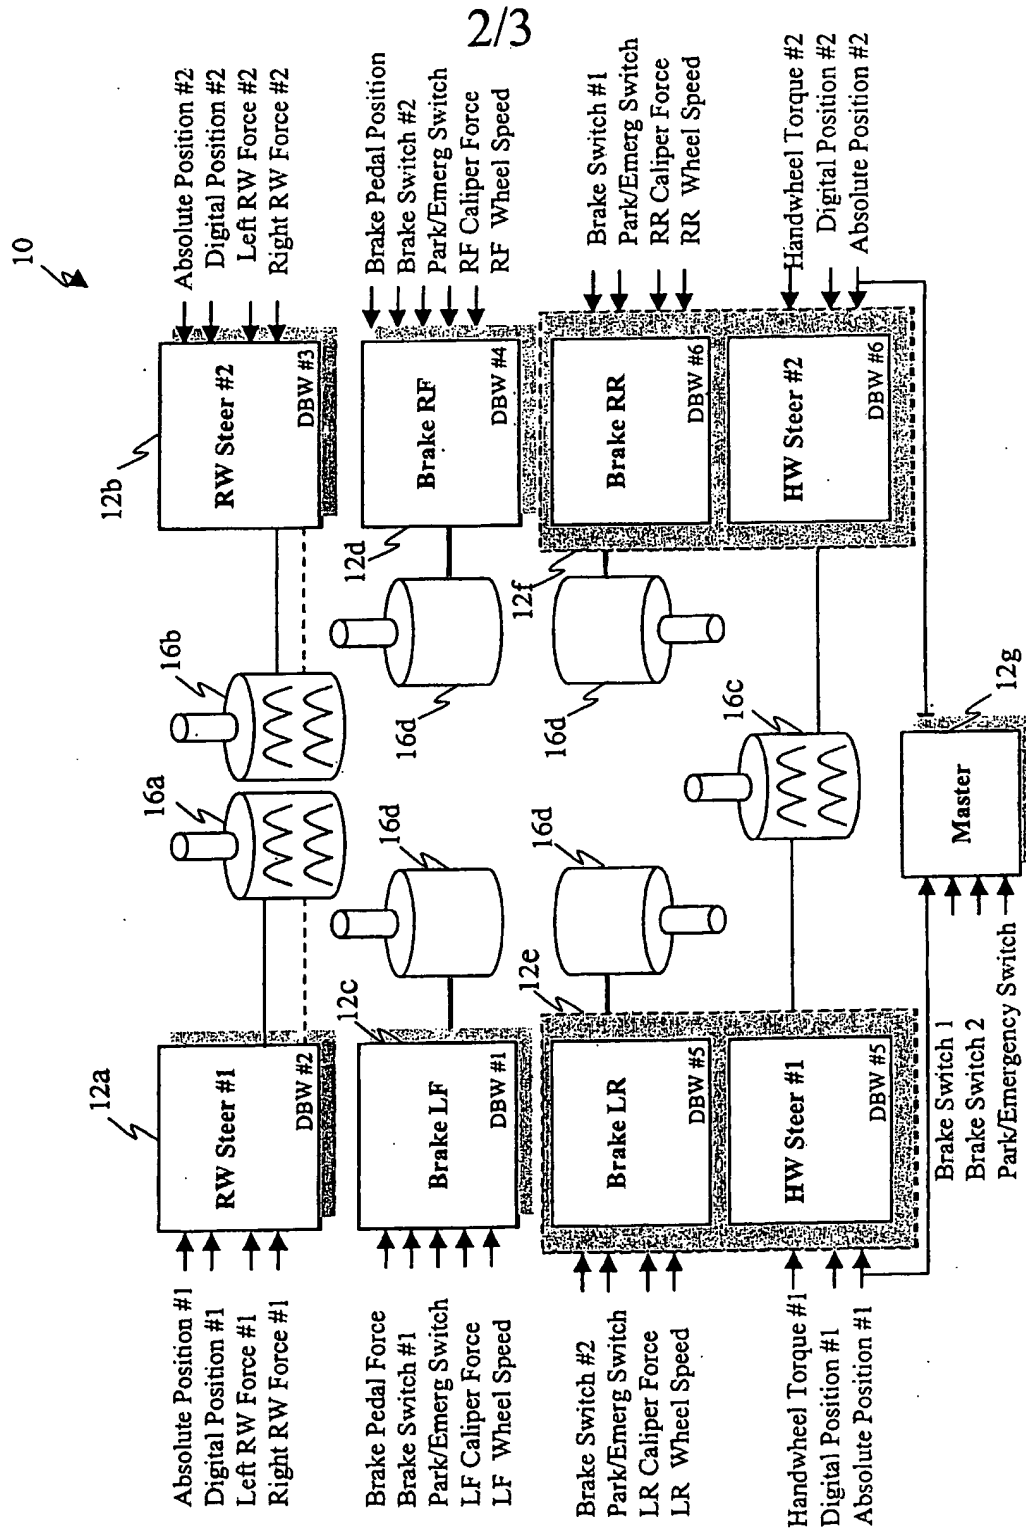 2/3
10
12a
RW Steer #1
DBW #2
Absolute Position #1
Digital Position #1
Left RW Force #1
Right RW Force #1
16a
16b
12b
RW Steer #2
DBW #3
Absolute Position #2
Digital Position #2
Left RW Force #2
Right RW Force #2
Brake Pedal Force
Brake Switch #1
Park/Emerg Switch
LF Caliper Force
LF Wheel Speed
12c
Brake LF
DBW #1
16d
16d
12d
Brake RF
DBW #4
Brake Pedal Position
Brake Switch #2
Park/Emerg Switch
RF Caliper Force
RF Wheel Speed
Brake Switch #2
Park/Emerg Switch
LR Caliper Force
LR Wheel Speed
12e
Brake LR
DBW #5
16d
16d
12f
Brake RR
DBW #6
Brake Switch #1
Park/Emerg Switch
RR Caliper Force
RR Wheel Speed
Handwheel Torque #1
Digital Position #1
Absolute Position #1
HW Steer #1
DBW #5
16c
HW Steer #2
DBW #6
Handwheel Torque #2
Digital Position #2
Absolute Position #2
Brake Switch 1
Brake Switch 2
Park/Emergency Switch
Master
12g